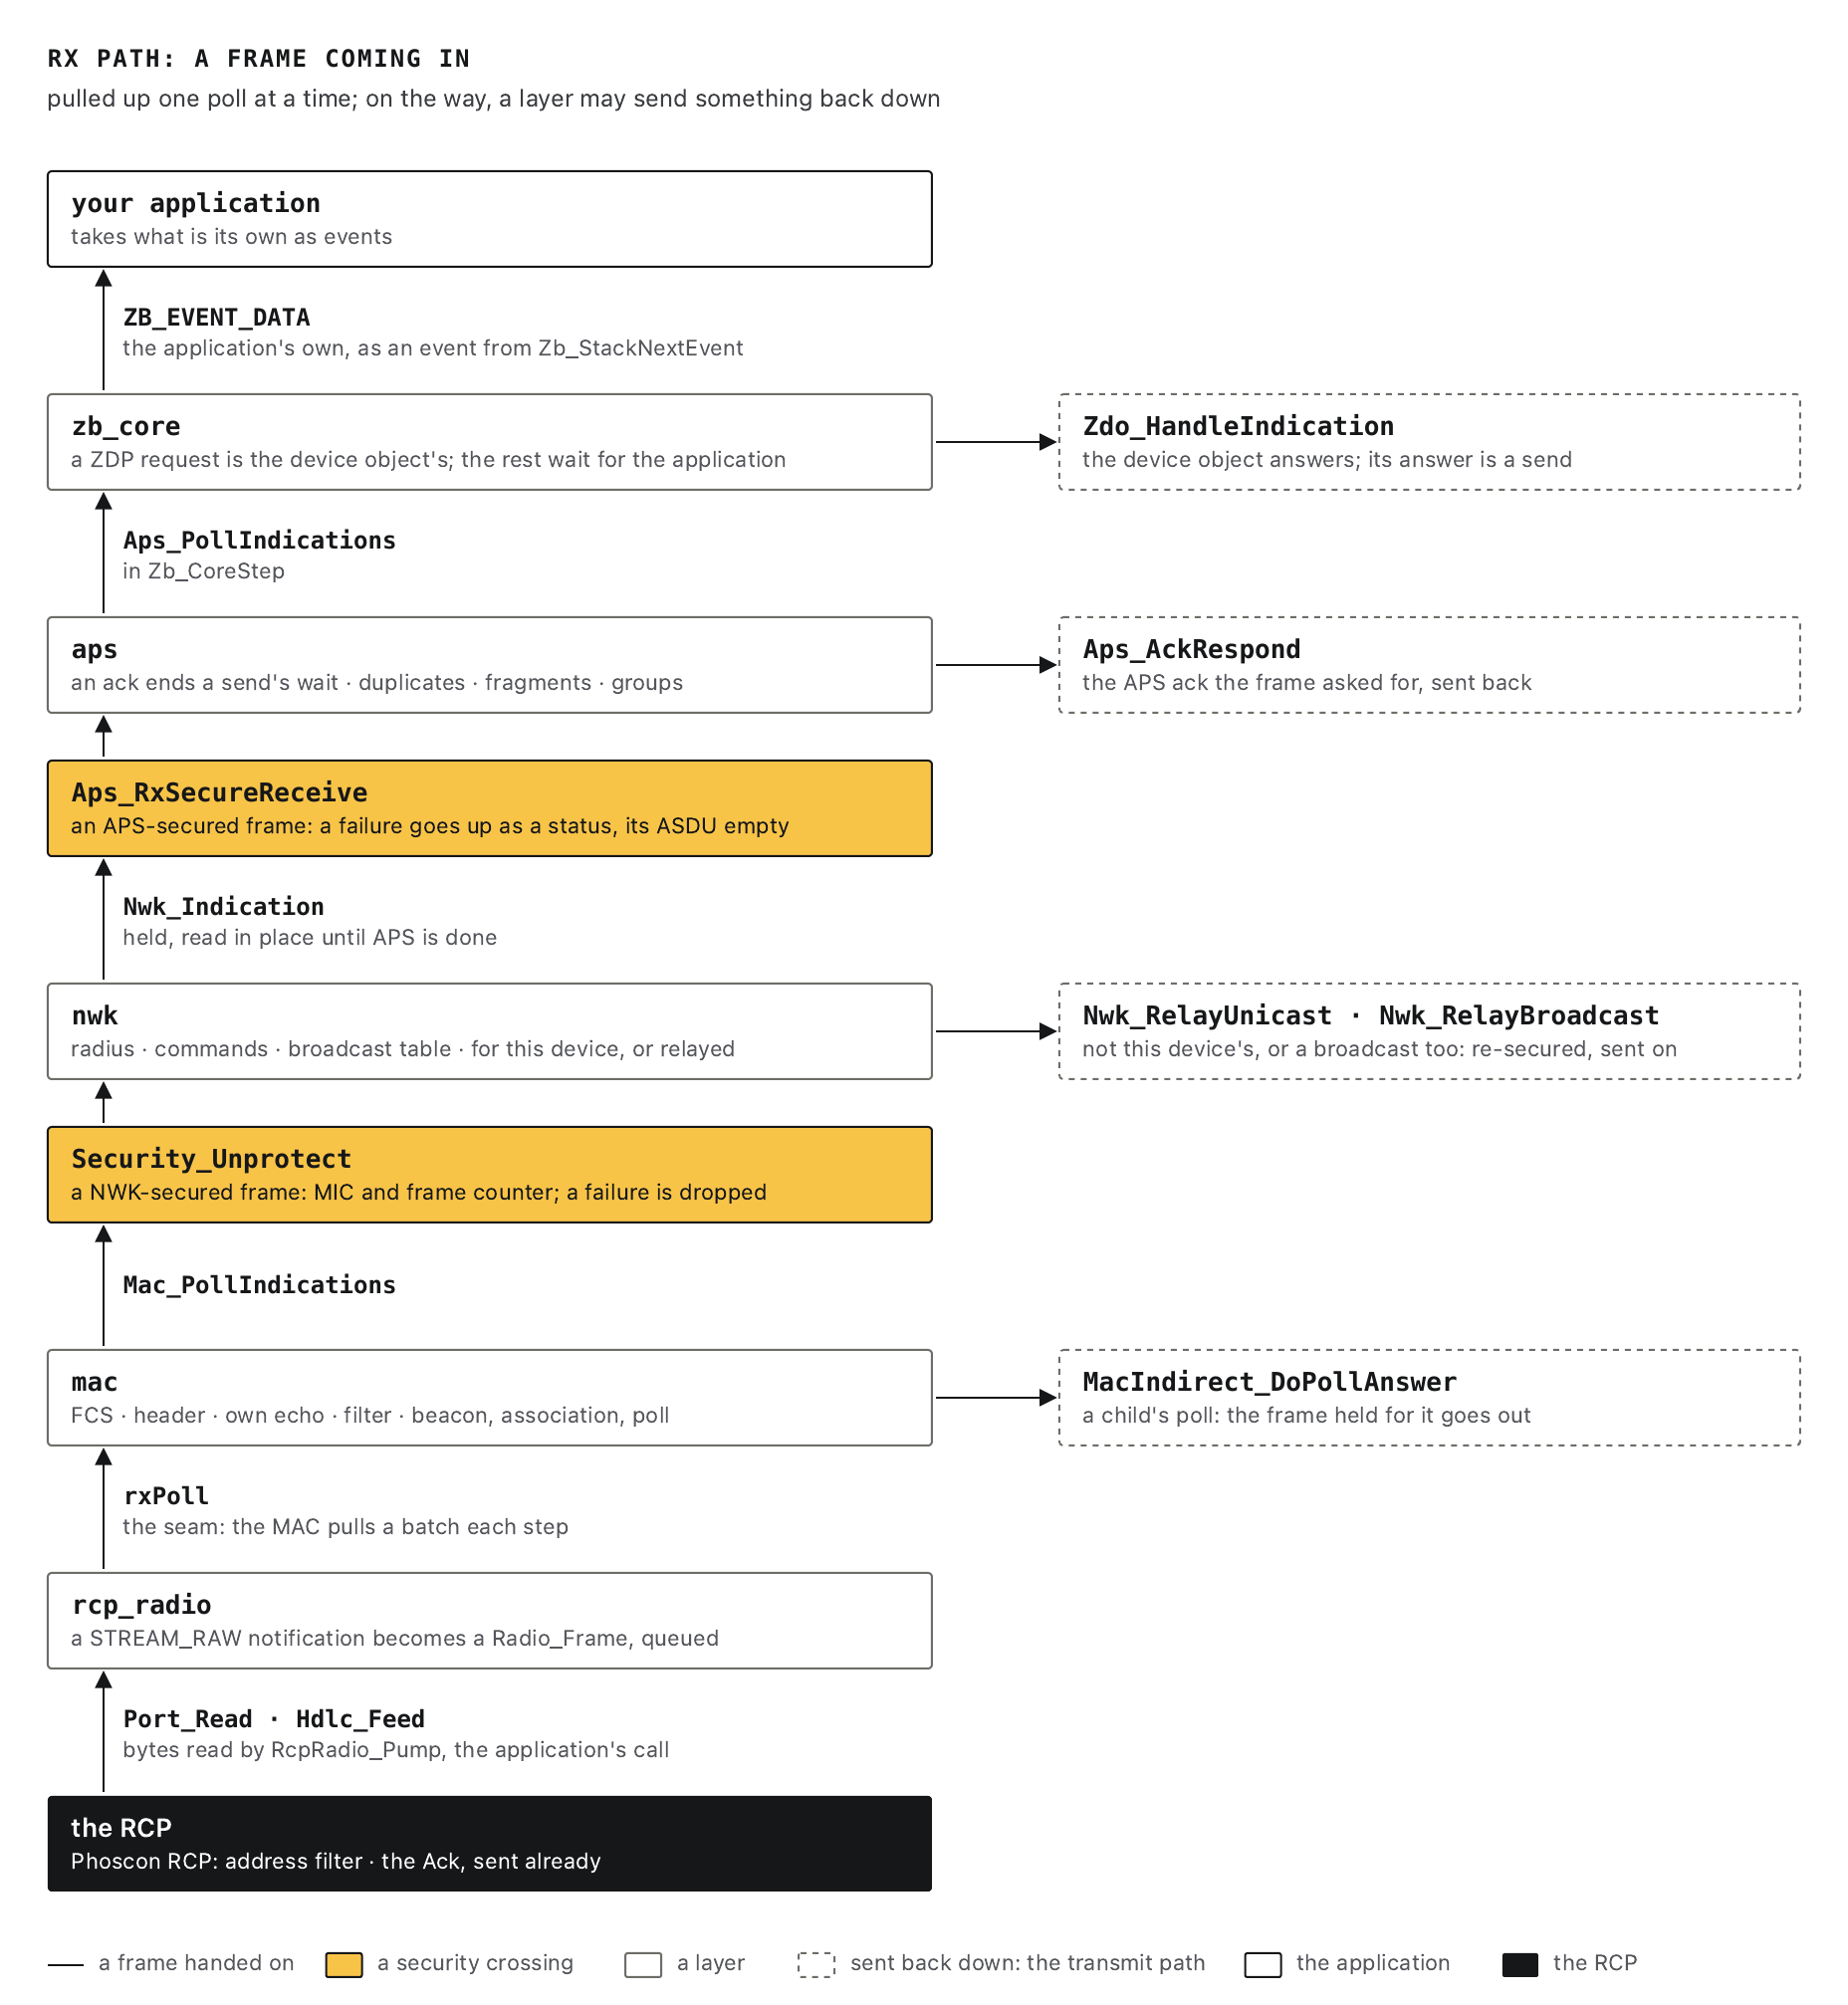 RX PATH: A FRAME COMING IN
pulled up one poll at a time; on the way, a layer may send something back down
your application
takes what is its own as events
ZB_EVENT_DATA
the application's own, as an event from Zb_StackNextEvent
zb_core
a ZDP request is the device object's; the rest wait for the application
Zdo_HandleIndication
the device object answers; its answer is a send
Aps_PollIndications
in Zb_CoreStep
aps
an ack ends a send's wait · duplicates · fragments · groups
Aps_AckRespond
the APS ack the frame asked for, sent back
Aps_RxSecureReceive
an APS-secured frame: a failure goes up as a status, its ASDU empty
Nwk_Indication
held, read in place until APS is done
nwk
radius · commands · broadcast table · for this device, or relayed
Nwk_RelayUnicast · Nwk_RelayBroadcast
not this device's, or a broadcast too: re-secured, sent on
Security_Unprotect
a NWK-secured frame: MIC and frame counter; a failure is dropped
Mac_PollIndications
mac
FCS · header · own echo · filter · beacon, association, poll
MacIndirect_DoPollAnswer
a child's poll: the frame held for it goes out
rxPoll
the seam: the MAC pulls a batch each step
rcp_radio
a STREAM_RAW notification becomes a Radio_Frame, queued
Port_Read · Hdlc_Feed
bytes read by RcpRadio_Pump, the application's call
the RCP
Phoscon RCP: address filter · the Ack, sent already
a frame handed on
a security crossing
a layer
sent back down: the transmit path
the application
the RCP